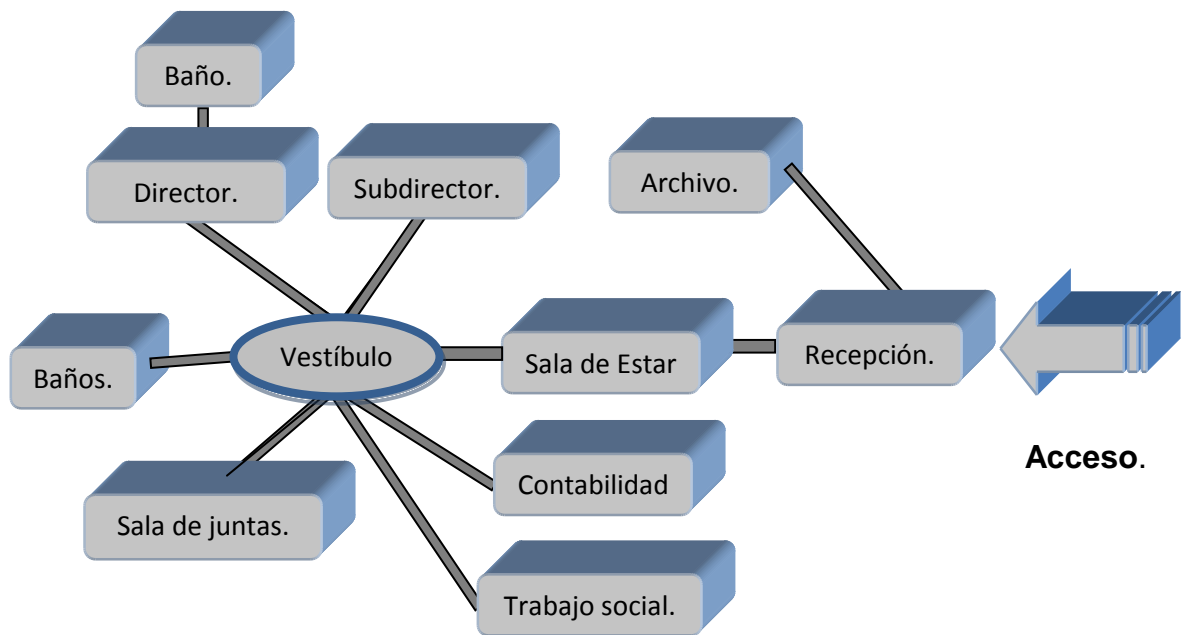 Baño.
Director.
Subdirector.
Archivo.
Baños.
Vestíbulo
Sala de Estar
Recepción.
Acceso.
Contabilidad
Sala de juntas.
Trabajo social.